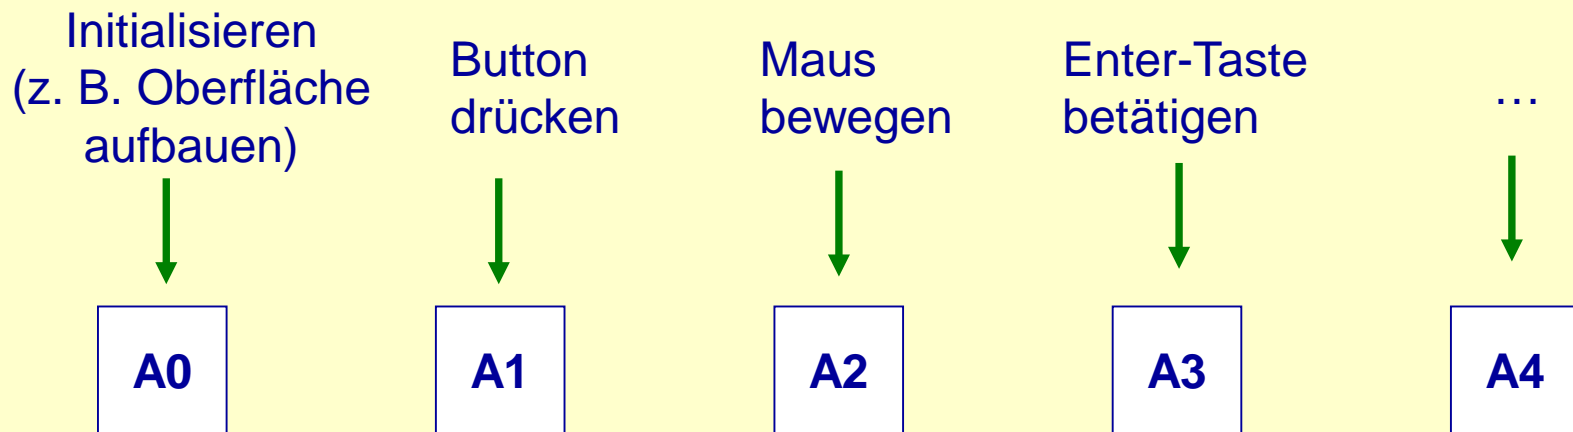 Initialisieren
(z. B. Oberfläche
aufbauen)
Button
drücken
Maus
bewegen
Enter-Taste
betätigen
…
A0
A1
A2
A3
A4